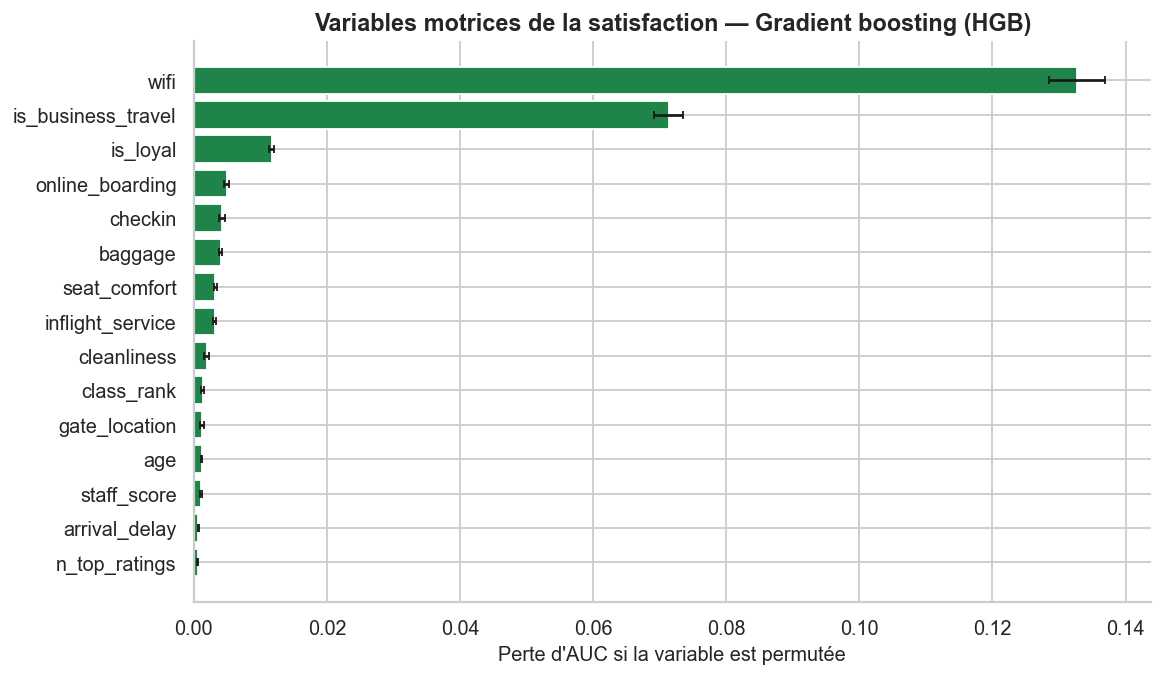 Variables motrices de la satisfaction — Gradient boosting (HGB)
wifi
is_business_travel
is_loyal
online_boarding
checkin
baggage
seat_comfort
inflight_service
cleanliness
class_rank
gate_location
age
staff_score
arrival_delay
n_top_ratings
0.00 0.02 0.04 0.06 0.08 0.10 0.12 0.14
Perte d'AUC si la variable est permutée